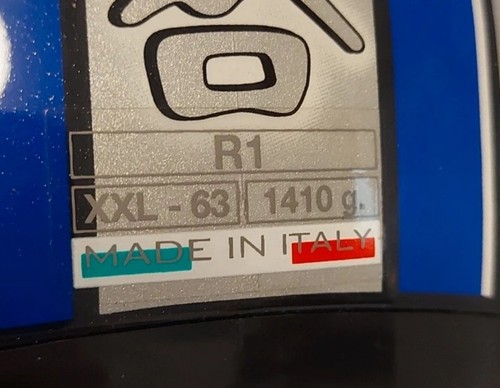 R1
XXL - 63 1410 g.
MADE IN ITALY